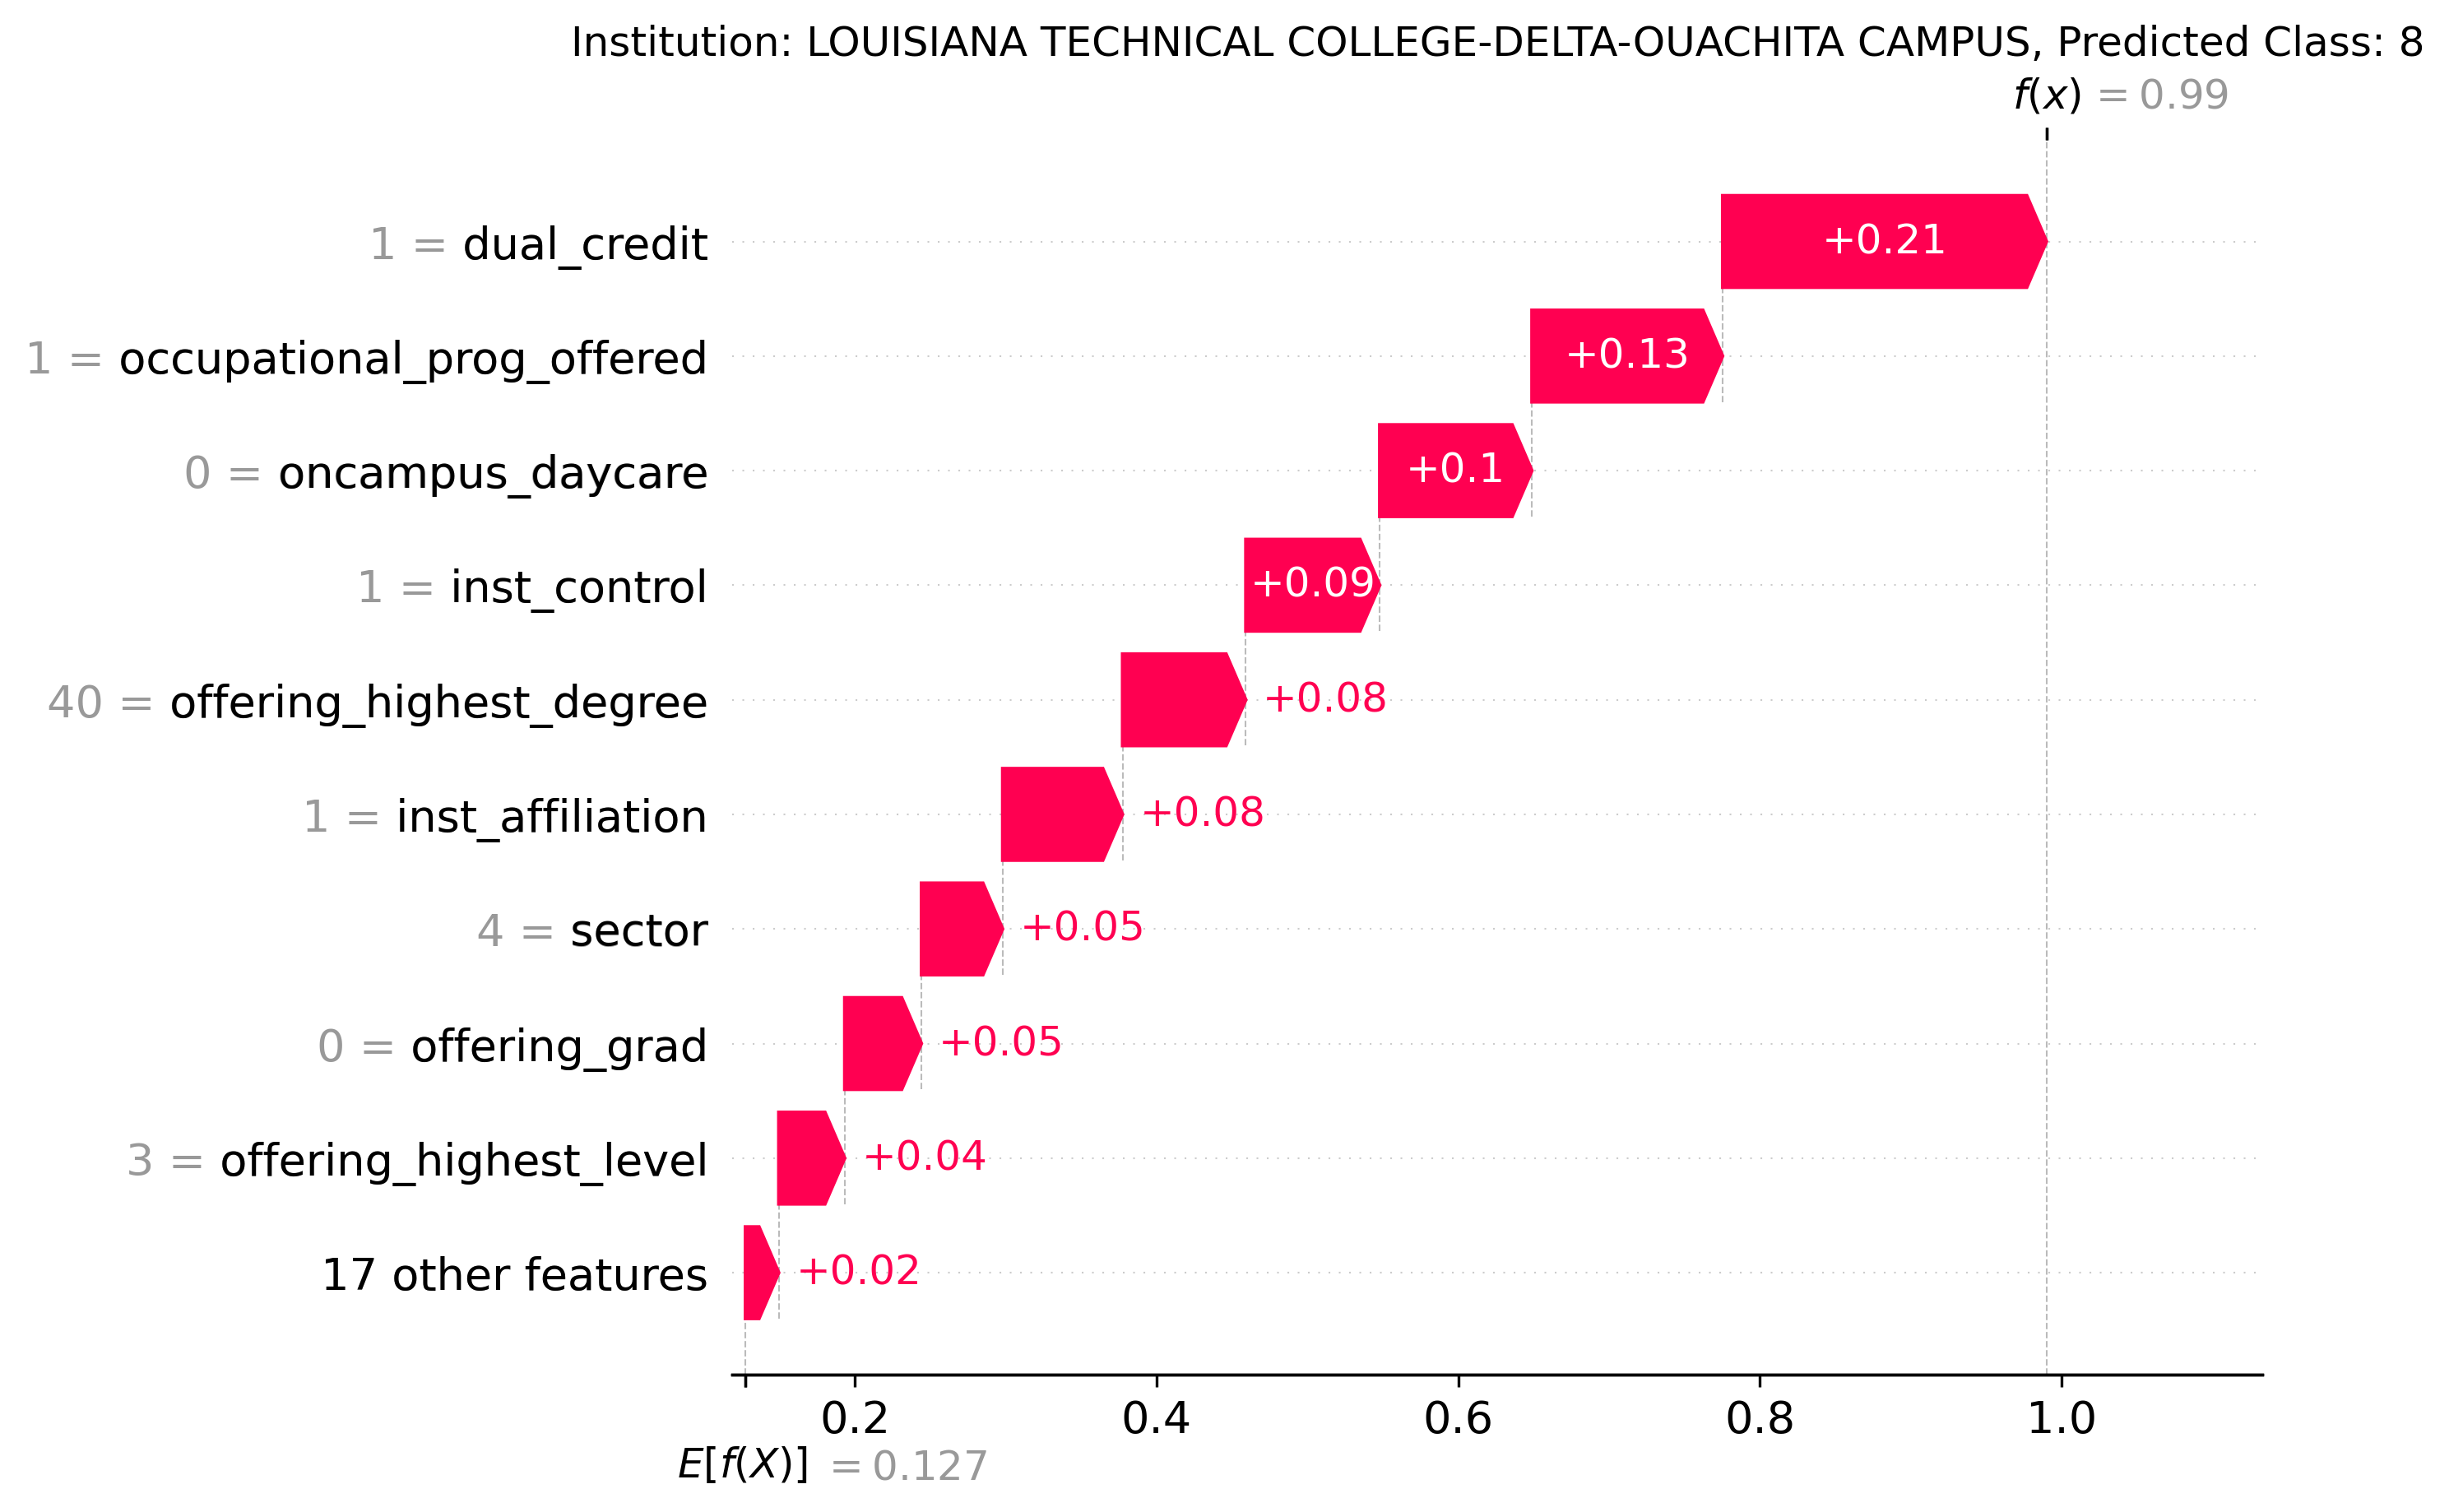 Institution: LOUISIANA TECHNICAL COLLEGE-DELTA-OUACHITA CAMPUS, Predicted Class: 8
f(x) = 0.99
1 = dual_credit +0.21
1 = occupational_prog_offered +0.13
0 = oncampus_daycare +0.1
1 = inst_control +0.09
40 = offering_highest_degree +0.08
1 = inst_affiliation +0.08
4 = sector +0.05
0 = offering_grad +0.05
3 = offering_highest_level +0.04
17 other features +0.02
0.2 0.4 0.6 0.8 1.0
E[f(X)] = 0.127